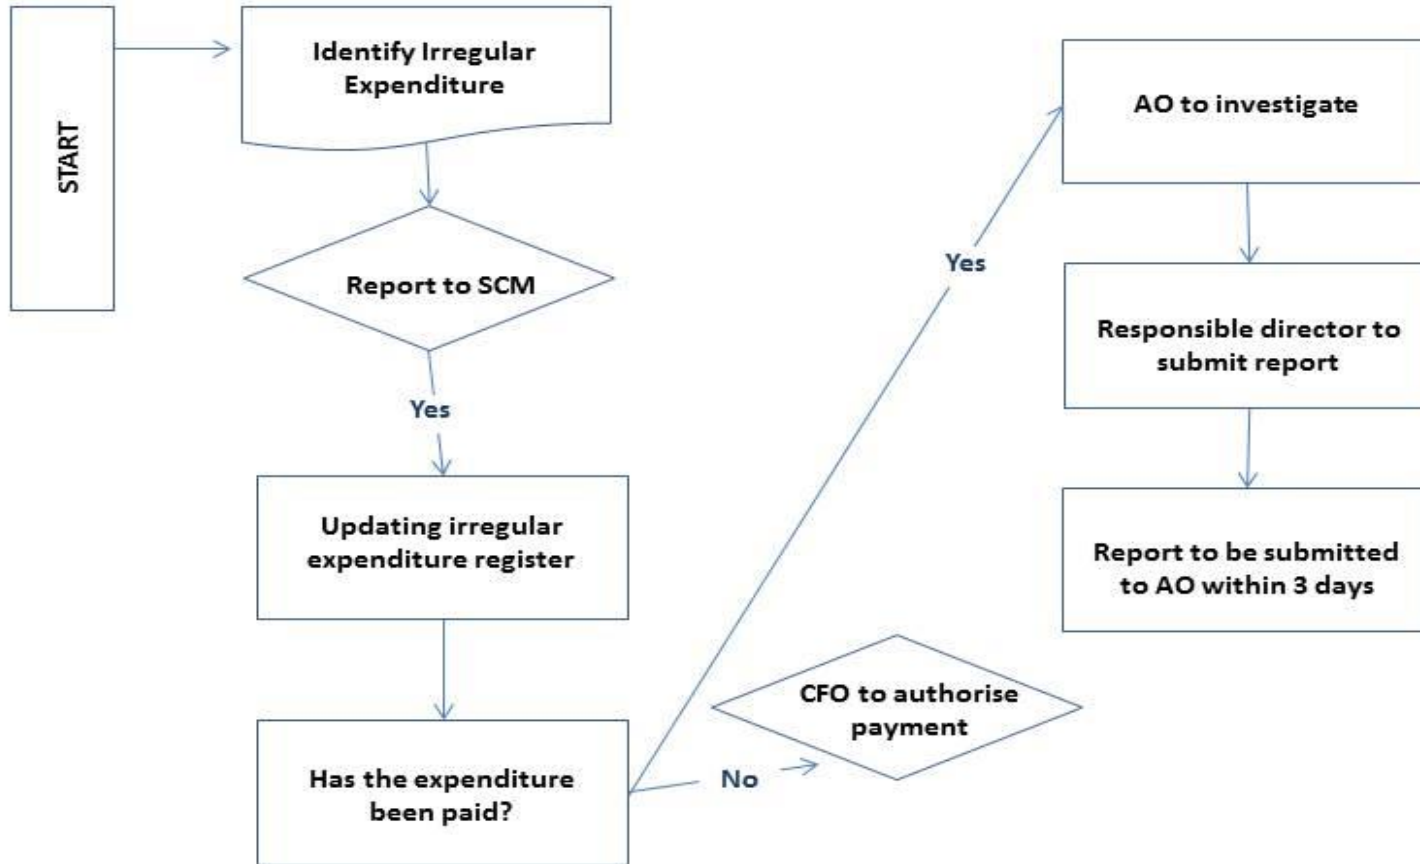 START
Identify Irregular
Expenditure
Report to SCM
Yes
Updating irregular
expenditure register
Has the expenditure
been paid?
No
CFO to authorise
payment
Yes
AO to investigate
Responsible director to
submit report
Report to be submitted
to AO within 3 days